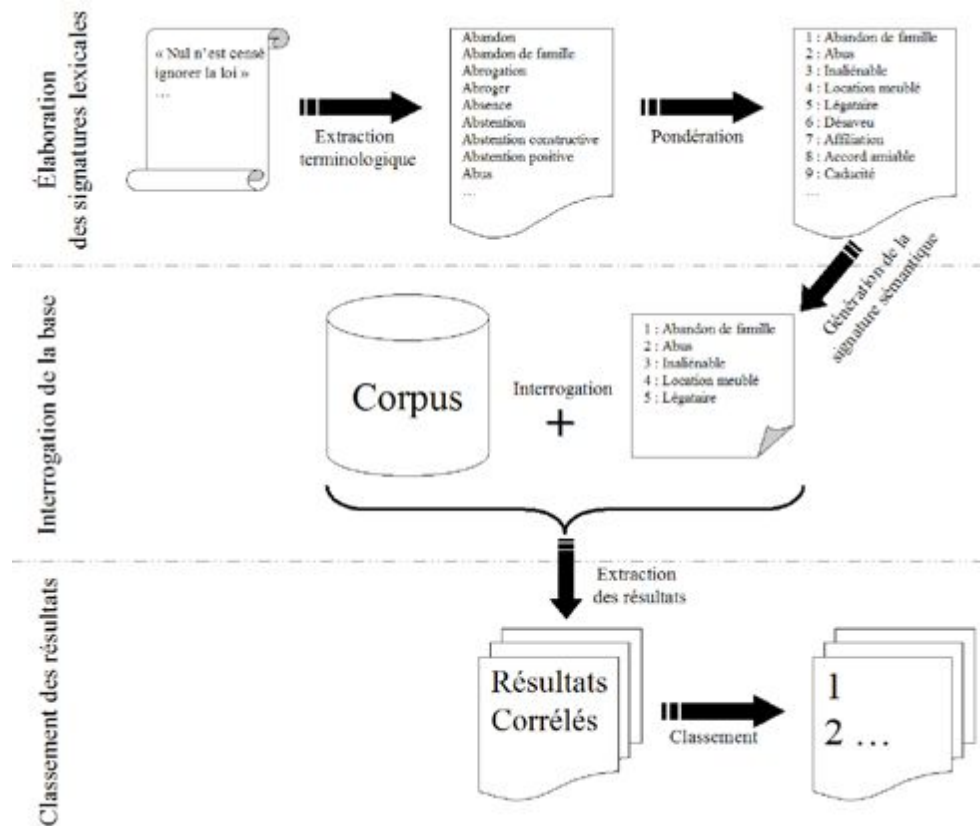 Élaboration
des signatures lexicales
« Nul n'est censé
ignorer la loi »
…
Extraction
terminologique
Abandon
Abandon de famille
Abrogation
Abroger
Absence
Abstention
Abstention constructive
Abstention positive
Abus
…
Pondération
1 : Abandon de famille
2 : Abus
3 : Inaliénable
4 : Location meublé
5 : Légataire
6 : Désaveu
7 : Affiliation
8 : Accord amiable
9 : Caducité
…
Génération de la
signature sémantique
Interrogation de la base
Corpus
Interrogation
+
1 : Abandon de famille
2 : Abus
3 : Inaliénable
4 : Location meublé
5 : Légataire
Extraction
des résultats
Classement des résultats
Résultats
Corrélés
Classement
1
2 …